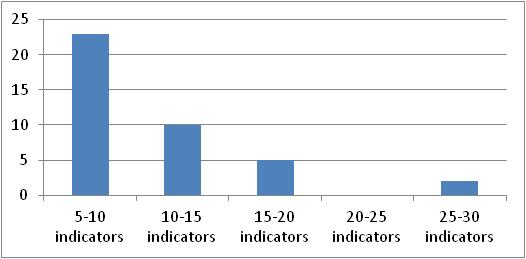 25
20
15
10
5
0
5-10 indicators
10-15 indicators
15-20 indicators
20-25 indicators
25-30 indicators